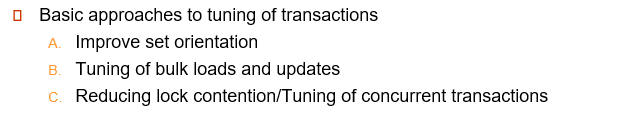 Basic approaches to tuning of transactions
A. Improve set orientation
B. Tuning of bulk loads and updates
C. Reducing lock contention/Tuning of concurrent transactions